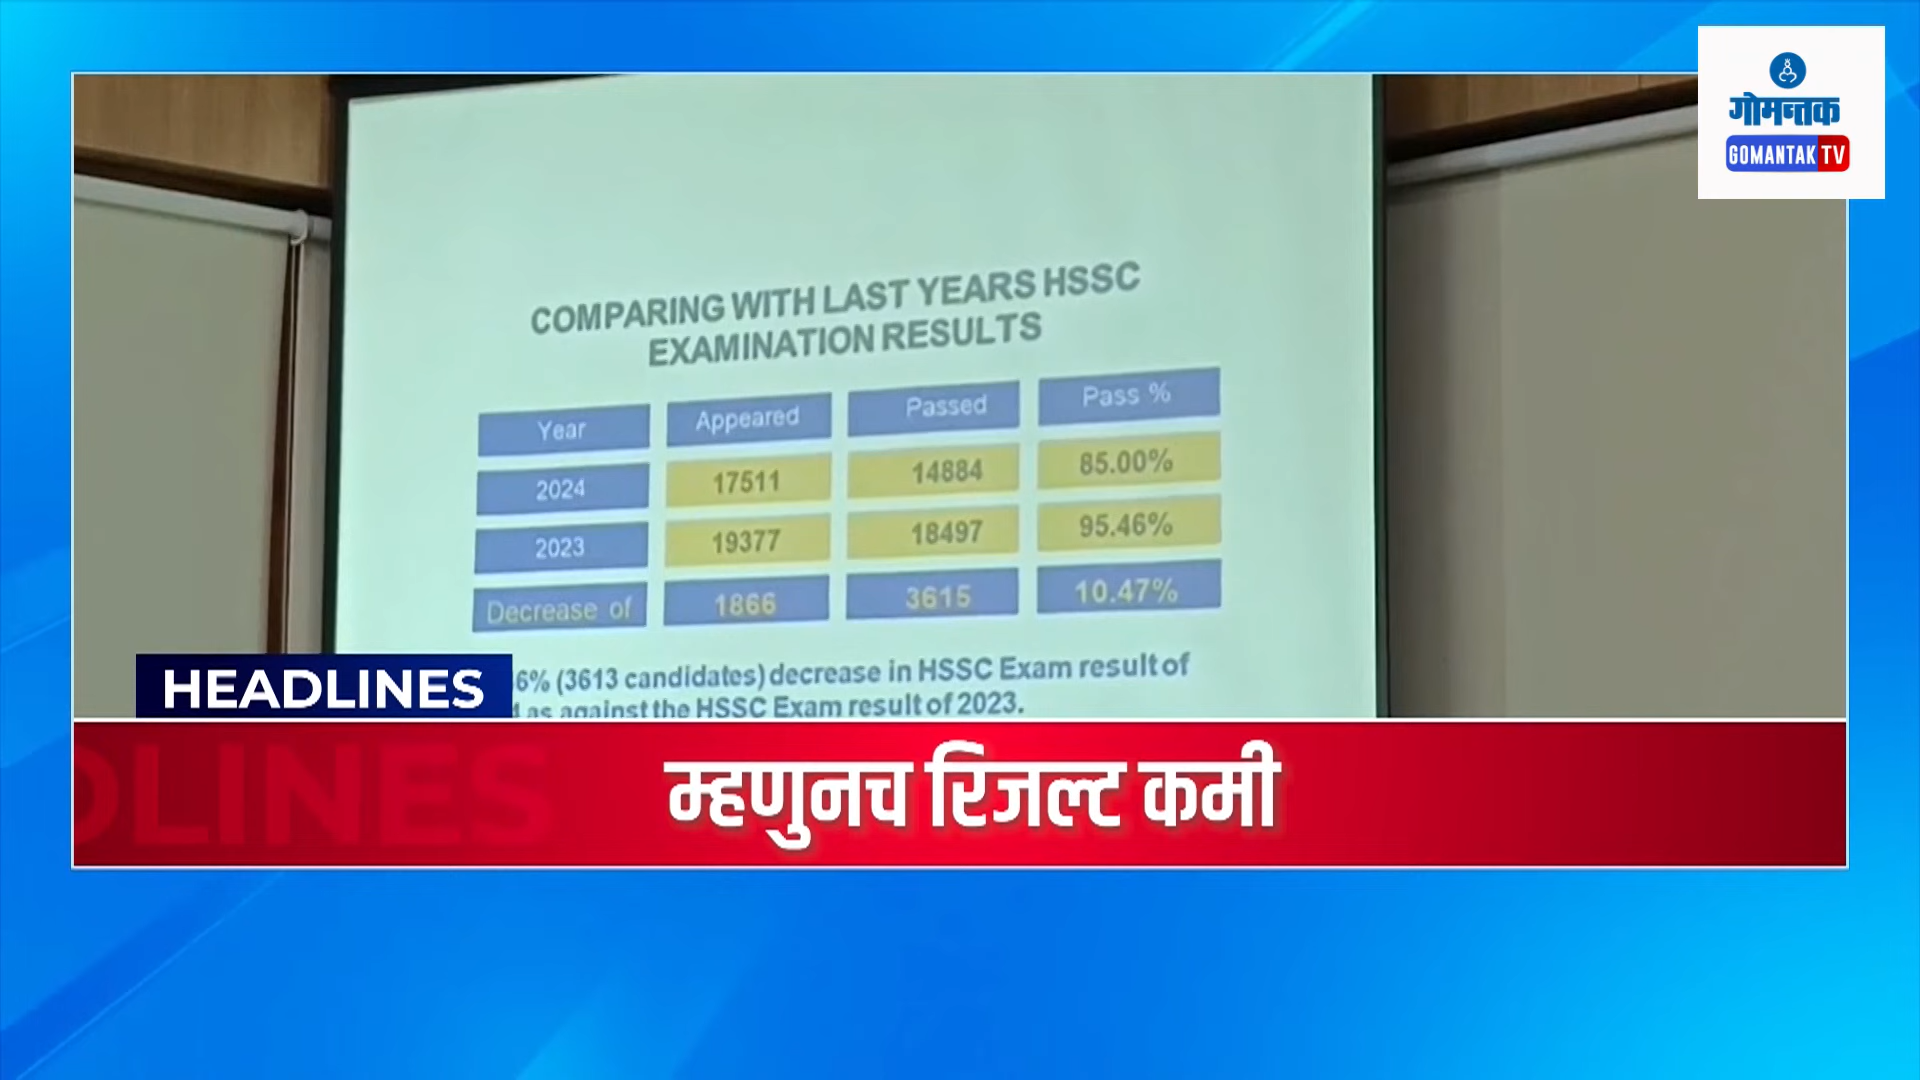 गोमन्तक
GOMANTAK TV
COMPARING WITH LAST YEARS HSSC
EXAMINATION RESULTS
Year Appeared Passed Pass %
2024 17511 14884 85.00%
2023 19377 18497 95.46%
Decrease of 1866 3615 10.47%
6% (3613 candidates) decrease in HSSC Exam result of
as against the HSSC Exam result of 2023.
HEADLINES
DLINES
म्हणुनच रिजल्ट कमी